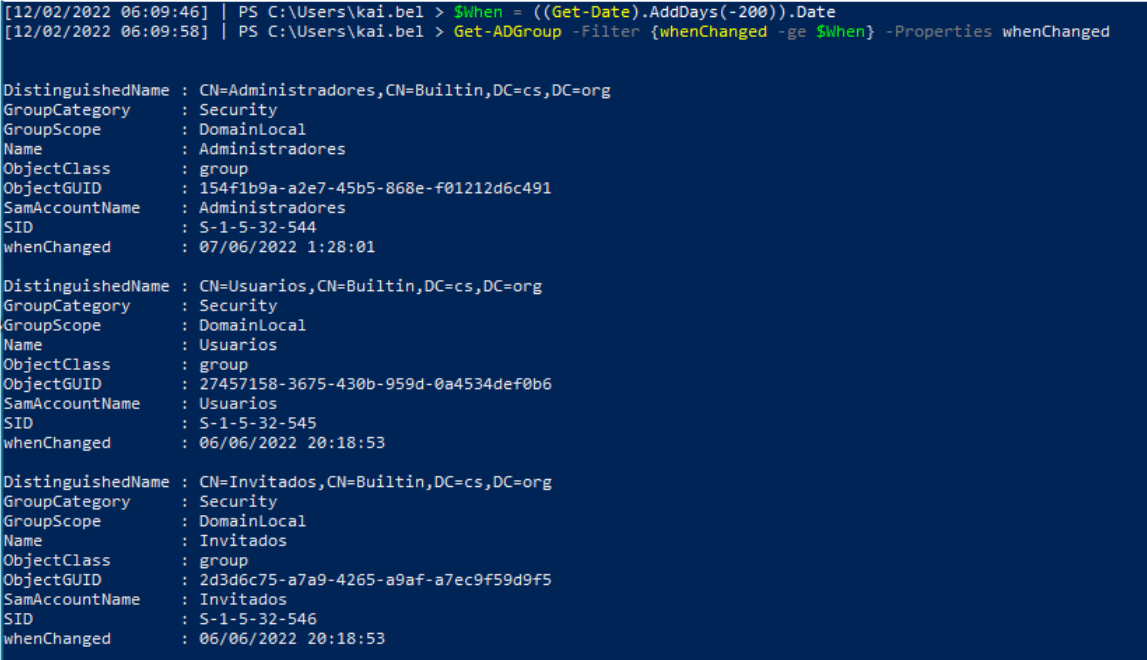 [12/02/2022 06:09:46] | PS C:\Users\kai.bel > $When = ((Get-Date).AddDays(-200)).Date
[12/02/2022 06:09:58] | PS C:\Users\kai.bel > Get-ADGroup -Filter {whenChanged -ge $When} -Properties whenChanged
DistinguishedName : CN=Administradores,CN=Builtin,DC=cs,DC=org
GroupCategory : Security
GroupScope : DomainLocal
Name : Administradores
ObjectClass : group
ObjectGUID : 154f1b9a-a2e7-45b5-868e-f01212d6c491
SamAccountName : Administradores
SID : S-1-5-32-544
whenChanged : 07/06/2022 1:28:01
DistinguishedName : CN=Usuarios,CN=Builtin,DC=cs,DC=org
GroupCategory : Security
GroupScope : DomainLocal
Name : Usuarios
ObjectClass : group
ObjectGUID : 27457158-3675-430b-959d-0a4534def0b6
SamAccountName : Usuarios
SID : S-1-5-32-545
whenChanged : 06/06/2022 20:18:53
DistinguishedName : CN=Invitados,CN=Builtin,DC=cs,DC=org
GroupCategory : Security
GroupScope : DomainLocal
Name : Invitados
ObjectClass : group
ObjectGUID : 2d3d6c75-a7a9-4265-a9af-a7ec9f59d9f5
SamAccountName : Invitados
SID : S-1-5-32-546
whenChanged : 06/06/2022 20:18:53